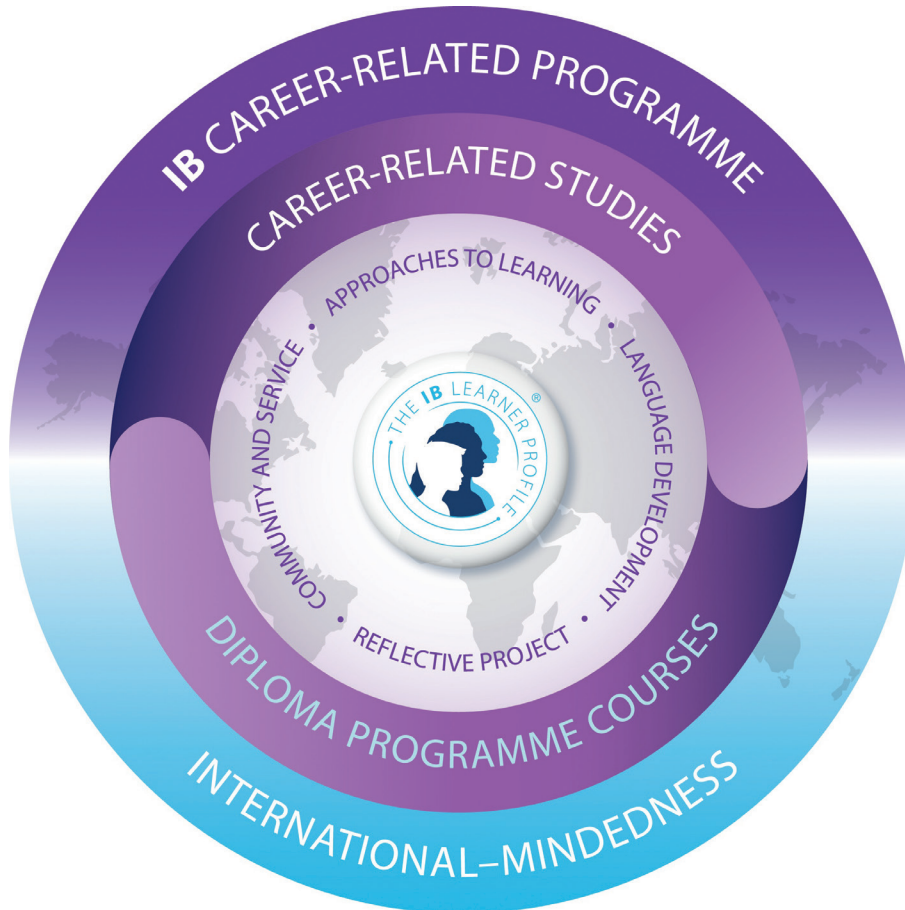 IB CAREER-RELATED PROGRAMME
CAREER-RELATED STUDIES
APPROACHES TO LEARNING •
LANGUAGE DEVELOPMENT •
REFLECTIVE PROJECT •
COMMUNITY AND SERVICE •
• THE IB LEARNER PROFILE • ®
DIPLOMA PROGRAMME COURSES
INTERNATIONAL–MINDEDNESS